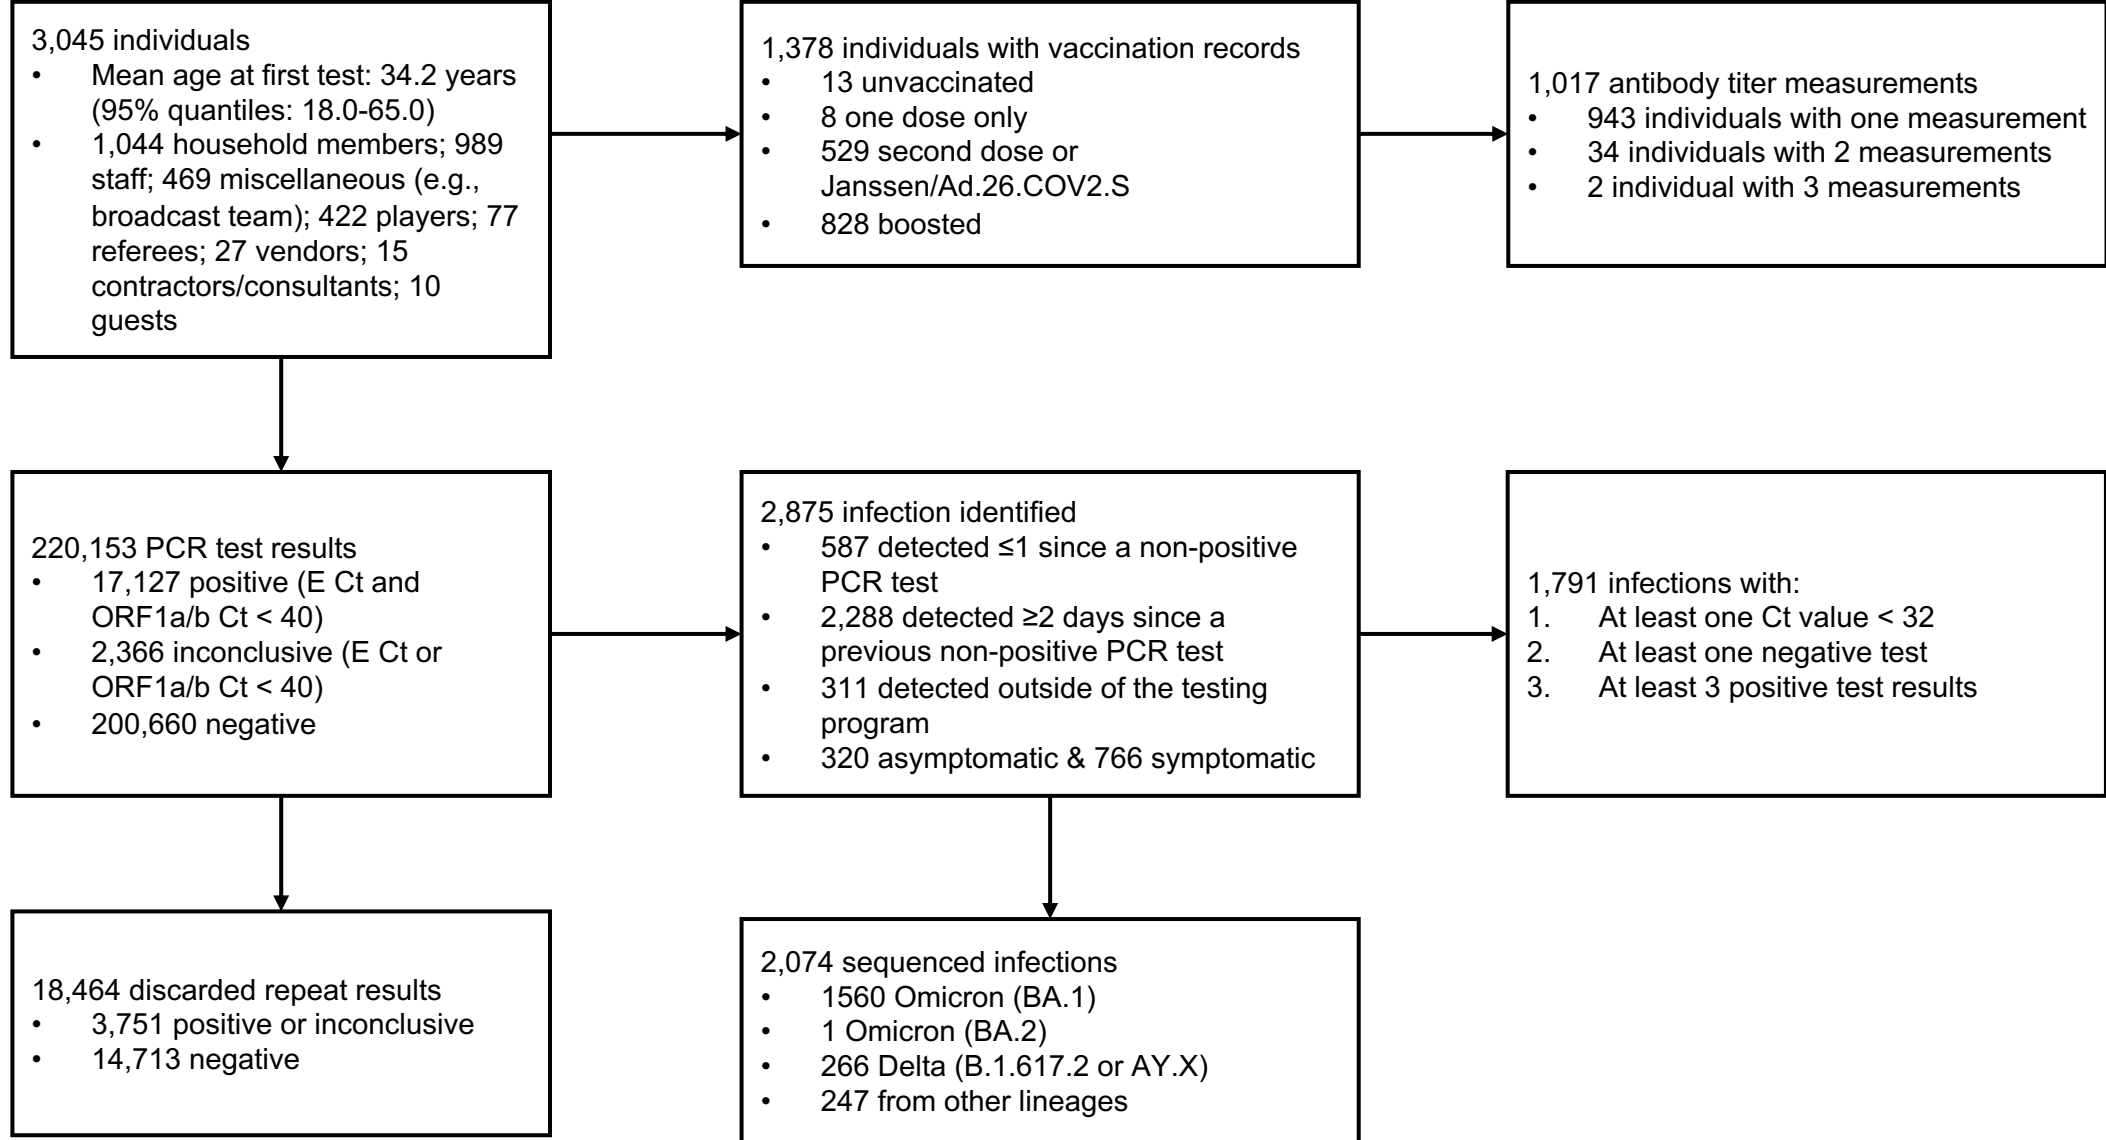 3,045 individuals
• Mean age at first test: 34.2 years
(95% quantiles: 18.0-65.0)
• 1,044 household members; 989
staff; 469 miscellaneous (e.g.,
broadcast team); 422 players; 77
referees; 27 vendors; 15
contractors/consultants; 10
guests
1,378 individuals with vaccination records
• 13 unvaccinated
• 8 one dose only
• 529 second dose or
Janssen/Ad.26.COV2.S
• 828 boosted
1,017 antibody titer measurements
• 943 individuals with one measurement
• 34 individuals with 2 measurements
• 2 individual with 3 measurements
220,153 PCR test results
• 17,127 positive (E Ct and
ORF1a/b Ct < 40)
• 2,366 inconclusive (E Ct or
ORF1a/b Ct < 40)
• 200,660 negative
2,875 infection identified
• 587 detected ≤1 since a non-positive
PCR test
• 2,288 detected ≥2 days since a
previous non-positive PCR test
• 311 detected outside of the testing
program
• 320 asymptomatic & 766 symptomatic
1,791 infections with:
1. At least one Ct value < 32
2. At least one negative test
3. At least 3 positive test results
18,464 discarded repeat results
• 3,751 positive or inconclusive
• 14,713 negative
2,074 sequenced infections
• 1560 Omicron (BA.1)
• 1 Omicron (BA.2)
• 266 Delta (B.1.617.2 or AY.X)
• 247 from other lineages